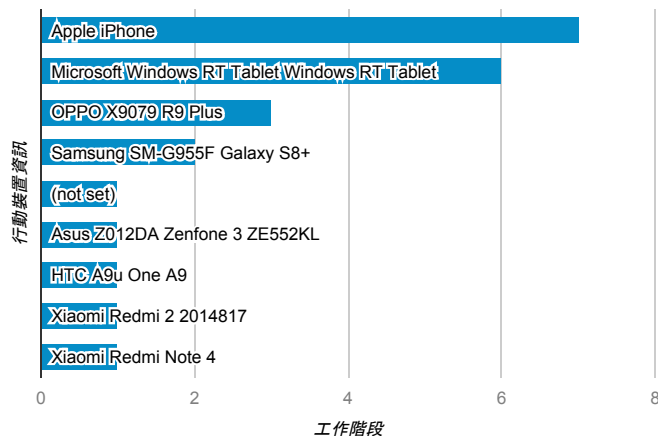 Apple iPhone
Microsoft Windows RT Tablet Windows RT Tablet
OPPO X9079 R9 Plus
Samsung SM-G955F Galaxy S8+
(not set)
Asus Z012DA Zenfone 3 ZE552KL
HTC A9u One A9
Xiaomi Redmi 2 2014817
Xiaomi Redmi Note 4
行動裝置資訊
0 2 4 6 8
工作階段